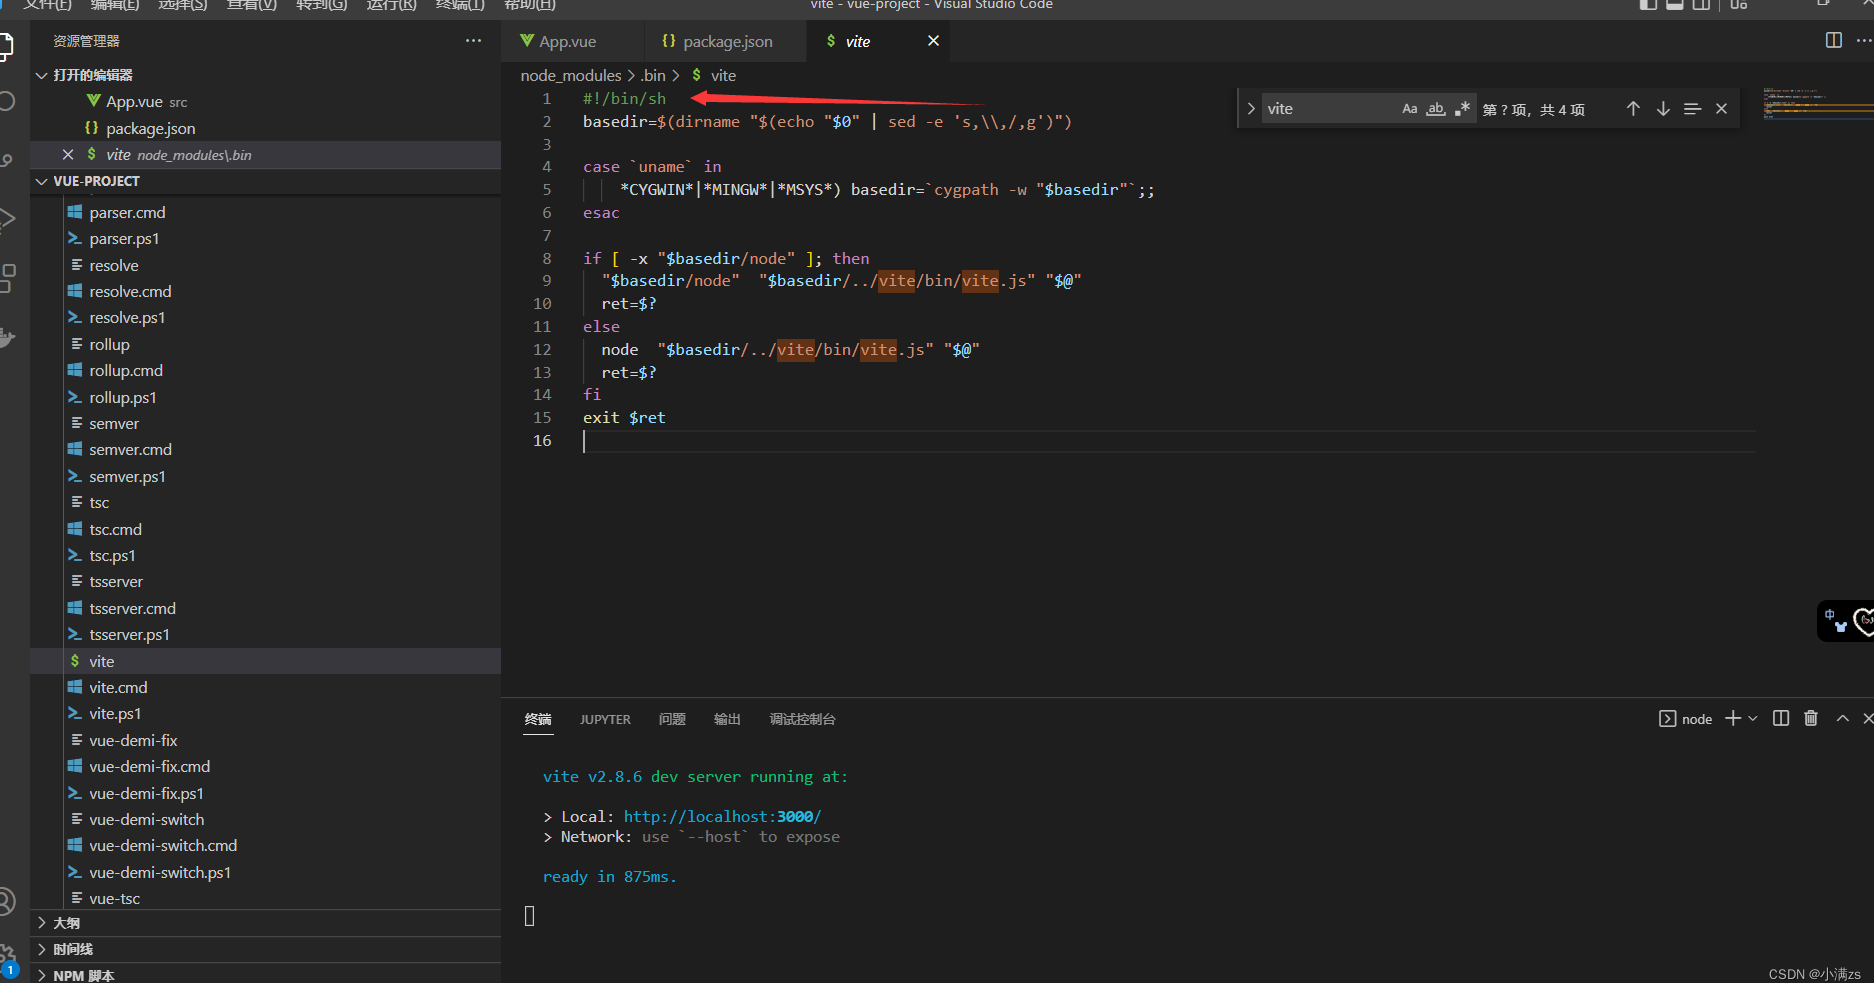 文件(F) 编辑(E) 选择(S) 查看(V) 转到(G) 运行(R) 终端(T) 帮助(H)
vite - vue-project - Visual Studio Code
资源管理器
打开的编辑器
App.vue src
{} package.json
$ vite node_modules\.bin
VUE-PROJECT
parser.cmd
parser.ps1
resolve
resolve.cmd
resolve.ps1
rollup
rollup.cmd
rollup.ps1
semver
semver.cmd
semver.ps1
tsc
tsc.cmd
tsc.ps1
tsserver
tsserver.cmd
tsserver.ps1
$ vite
vite.cmd
vite.ps1
vue-demi-fix
vue-demi-fix.cmd
vue-demi-fix.ps1
vue-demi-switch
vue-demi-switch.cmd
vue-demi-switch.ps1
vue-tsc
大纲
时间线
1
NPM 脚本
App.vue
{} package.json
$ vite
node_modules > .bin > $ vite
vite Aa ab 第 ? 项，共 4 项
1 #!/bin/sh
2 basedir=$(dirname "$(echo "$0" | sed -e 's,\\,/,g')")
3
4 case `uname` in
5 *CYGWIN*|*MINGW*|*MSYS*) basedir=`cygpath -w "$basedir"`;;
6 esac
7
8 if [ -x "$basedir/node" ]; then
9 "$basedir/node"  "$basedir/../vite/bin/vite.js" "$@"
10 ret=$?
11 else
12 node  "$basedir/../vite/bin/vite.js" "$@"
13 ret=$?
14 fi
15 exit $ret
16
中
终端 JUPYTER 问题 输出 调试控制台
node
vite v2.8.6 dev server running at:
> Local: http://localhost:3000/
> Network: use `--host` to expose
ready in 875ms.
CSDN @小满zs